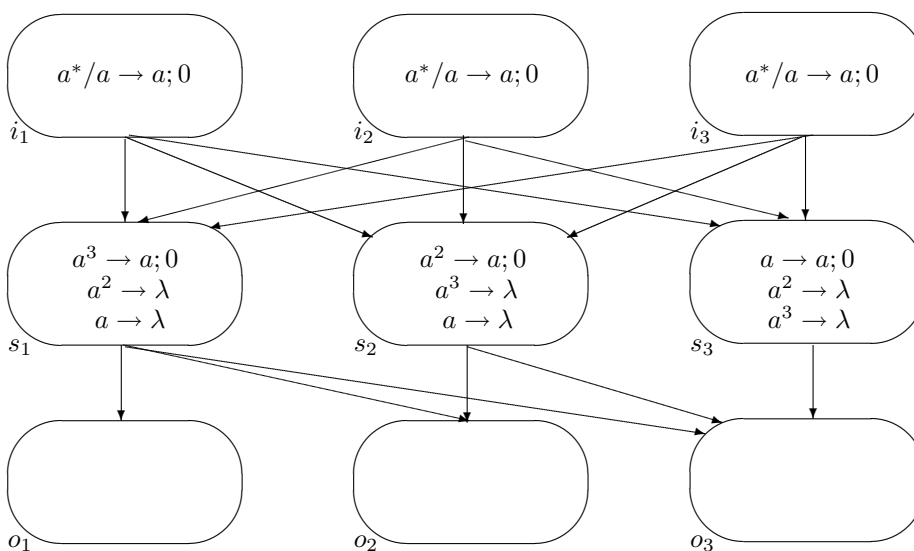 a*/a → a; 0
a*/a → a; 0
a*/a → a; 0
i₁
i₂
i₃
a³ → a; 0
a² → λ
a → λ
a² → a; 0
a³ → λ
a → λ
a → a; 0
a² → λ
a³ → λ
s₁
s₂
s₃
o₁
o₂
o₃